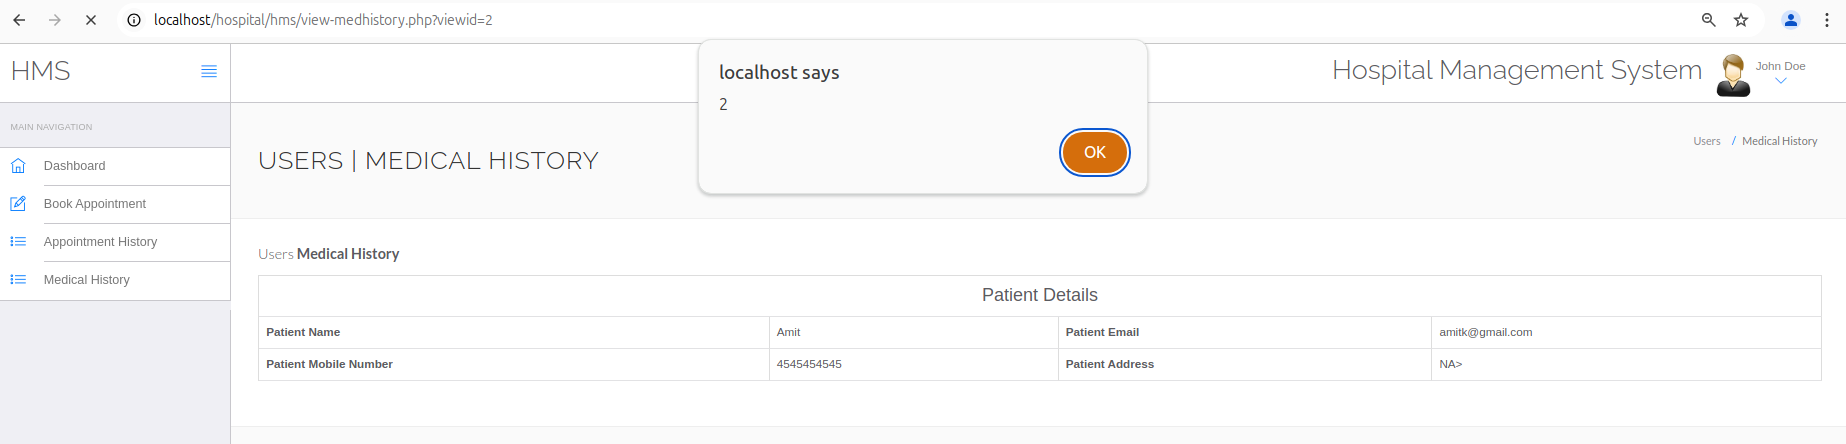 localhost/hospital/hms/view-medhistory.php?viewid=2
localhost says
2
OK
HMS
Hospital Management System
John Doe
MAIN NAVIGATION
Dashboard
Book Appointment
Appointment History
Medical History
USERS | MEDICAL HISTORY
Users / Medical History
Users Medical History
Patient Details
Patient Name Amit Patient Email amitk@gmail.com
Patient Mobile Number 4545454545 Patient Address NA>